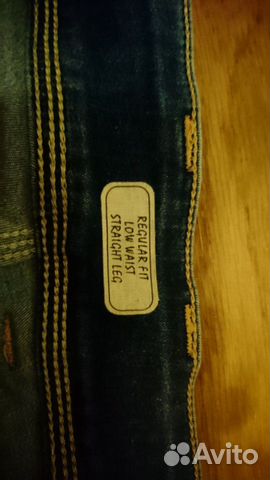 REGULAR FIT
LOW WAIST
STRAIGHT LEG
Avito